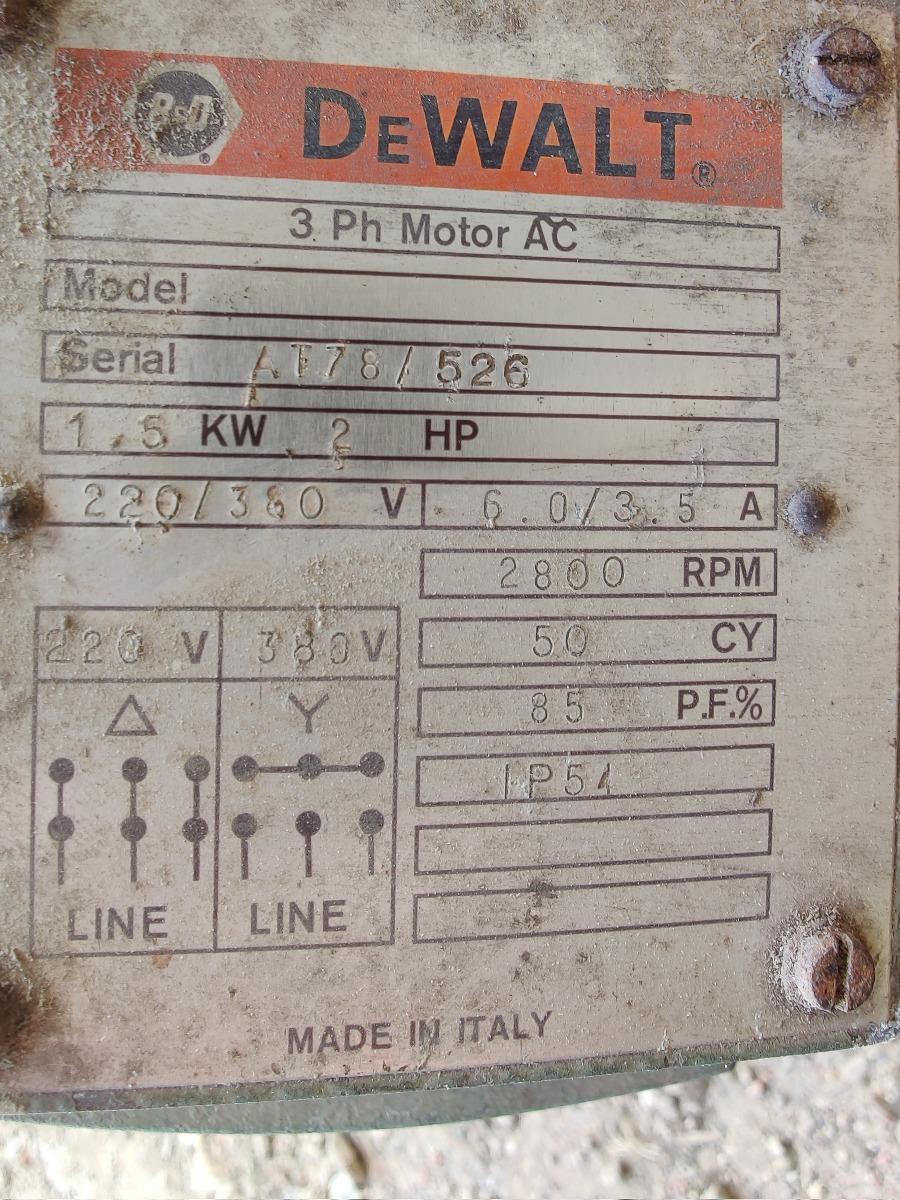 B&D
®
DEWALT®
3 Ph Motor AC
Model
Serial AT78/526
1.5 KW 2 HP
220/380 V 6.0/3.5 A
2800 RPM
220 V 380V
50 CY
Δ Y
85 P.F.%
IP54
LINE LINE
MADE IN ITALY